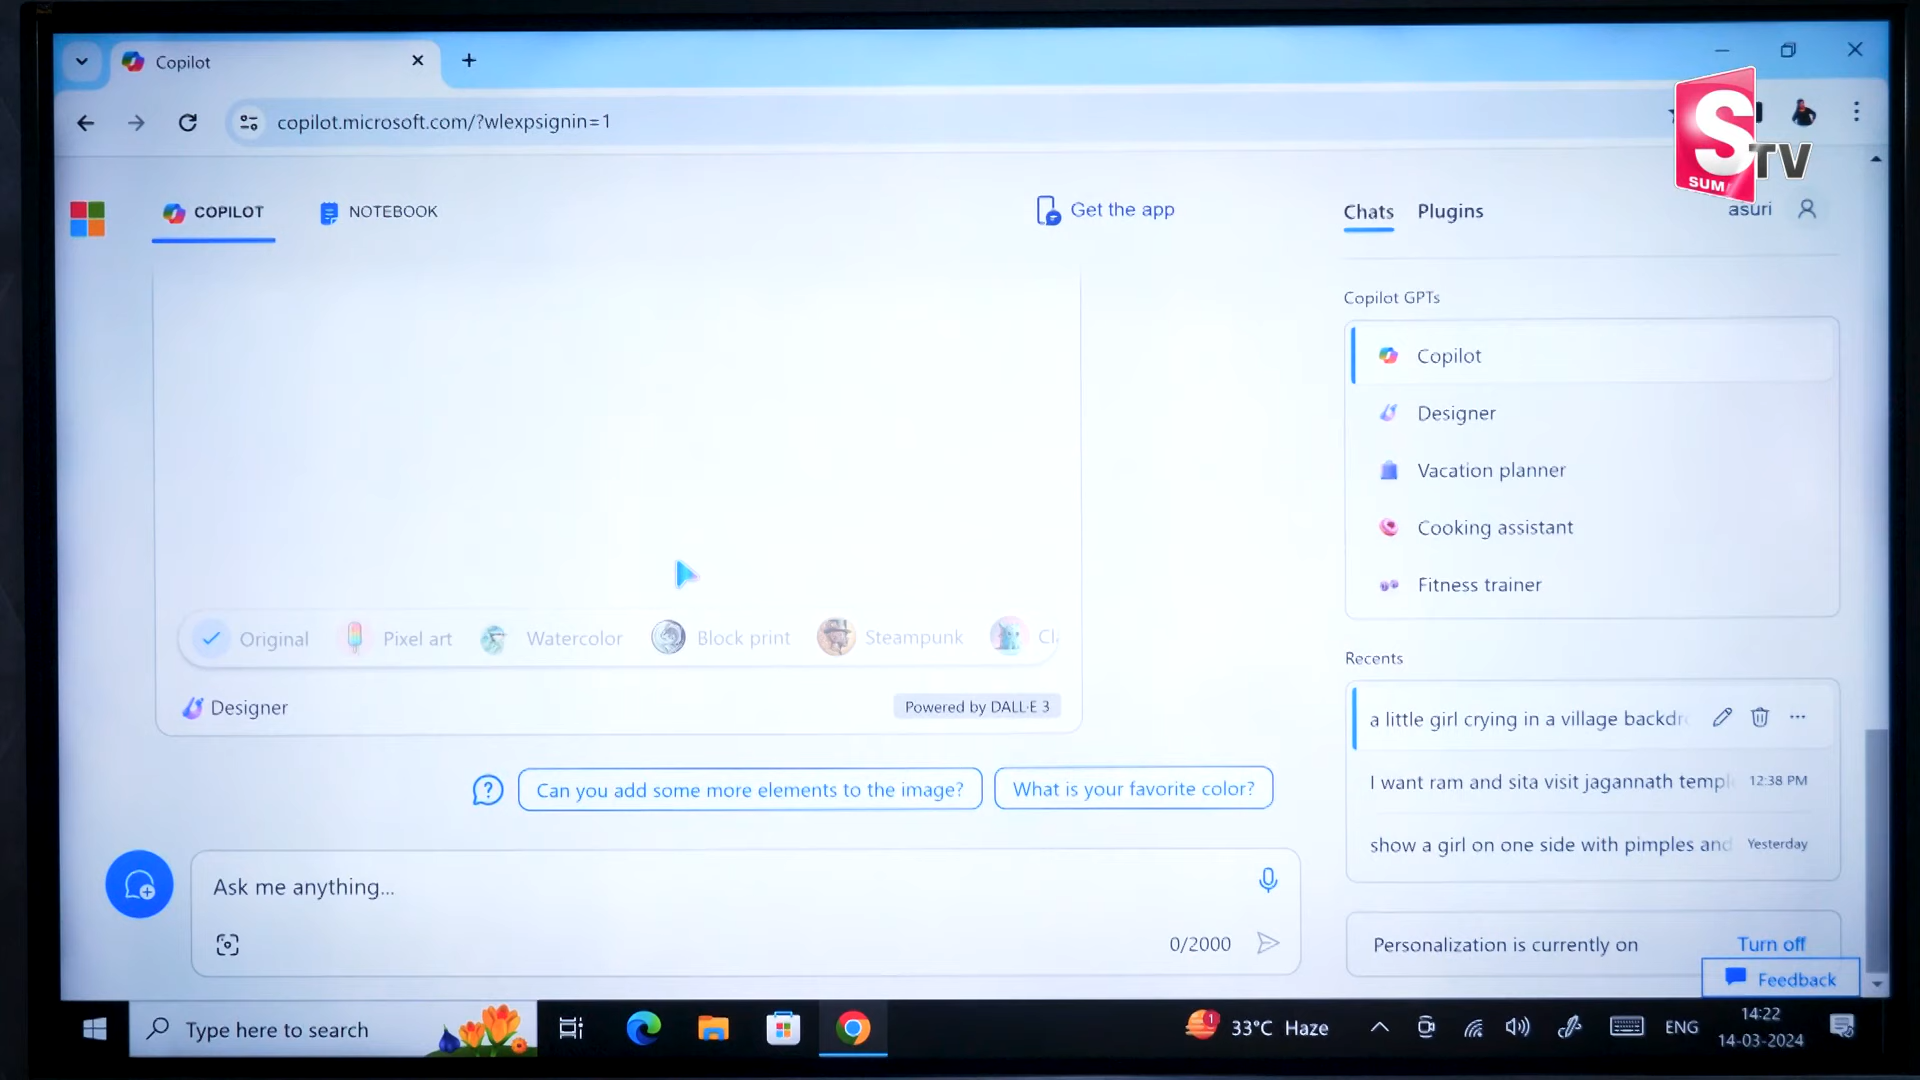 Copilot
copilot.microsoft.com/?wlexpsignin=1
S TV
SUM
COPILOT
NOTEBOOK
Get the app
Chats
Plugins
asuri
Copilot GPTs
Copilot
Designer
Vacation planner
Cooking assistant
Fitness trainer
Original
Pixel art
Watercolor
Block print
Steampunk
Designer
Powered by DALL·E 3
Recents
a little girl crying in a village
I want ram and sita visit jagannath
12:38 PM
show a girl on one side with pimples and
Yesterday
Can you add some more elements to the image?
What is your favorite color?
Ask me anything...
0/2000
Personalization is currently on
Turn off
Feedback
Type here to search
1
33°C Haze
ENG
14:22
14-03-2024